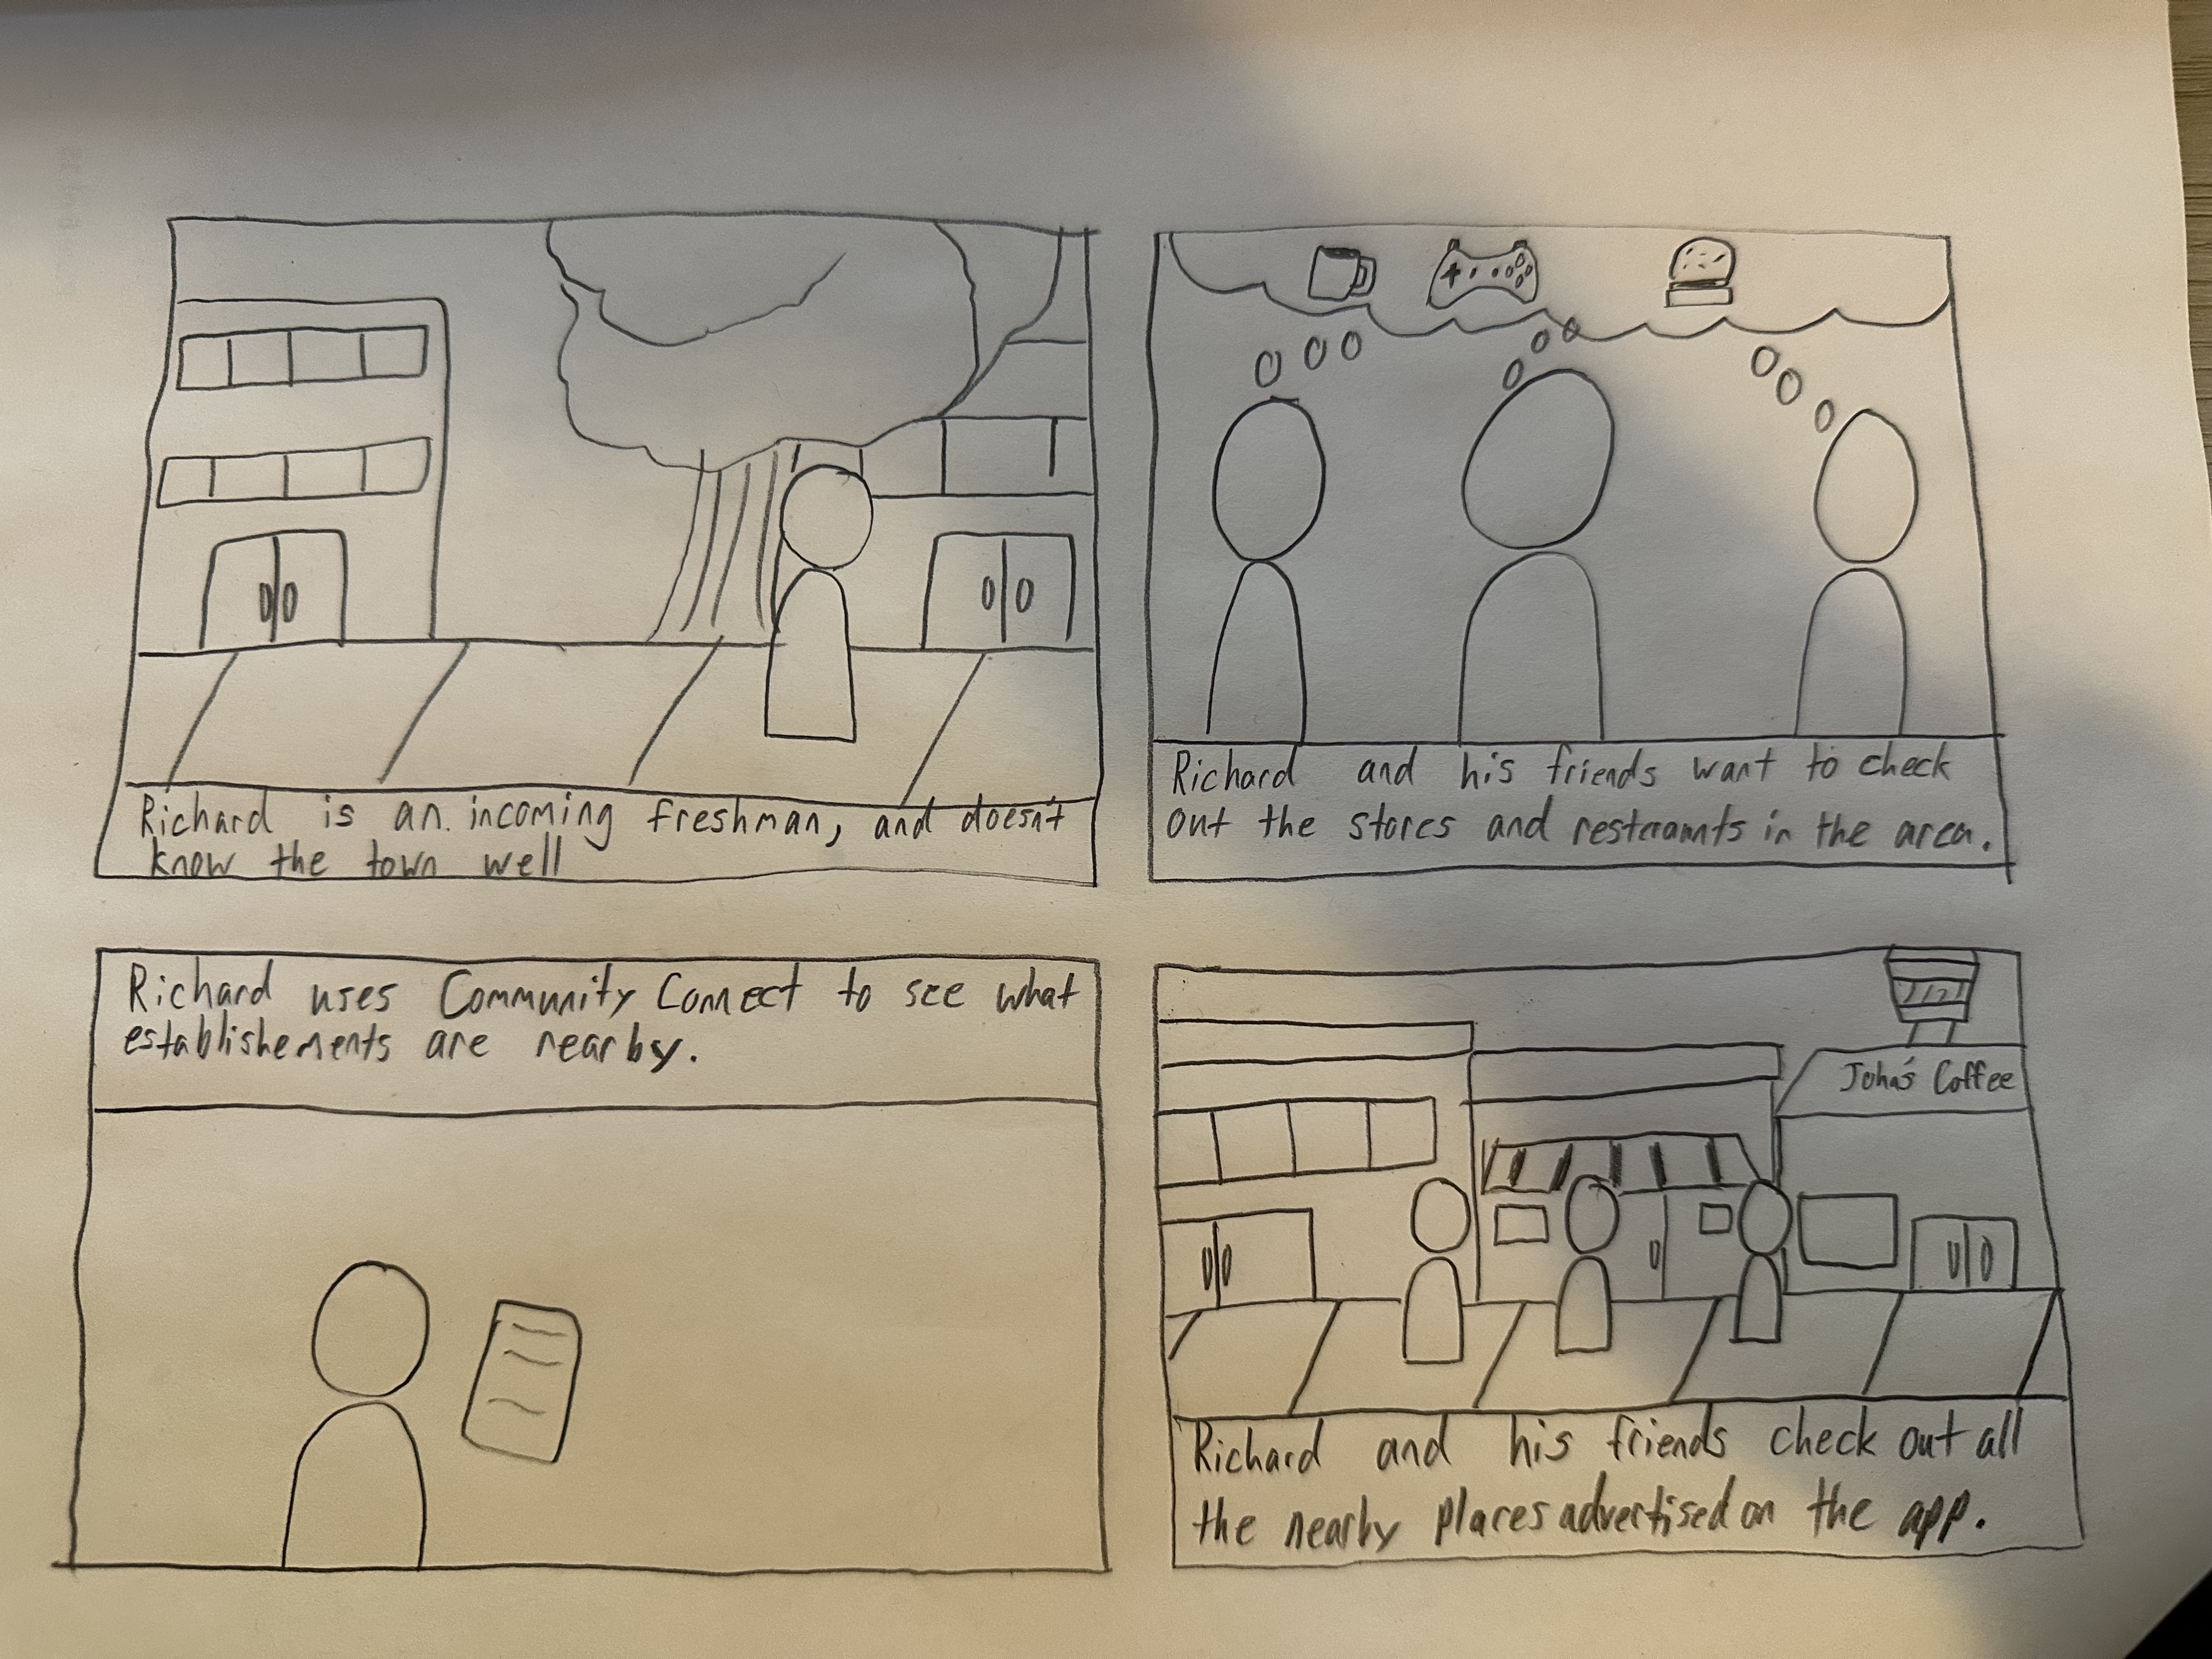 Richard is an incoming freshman, and doesn't
know the town well
Richard and his friends want to check
out the stores and resteraunts in the area.
Richard uses Community Connect to see what
establishements are nearby.
John's Coffee
Richard and his friends check out all
the nearby places advertised on the app.